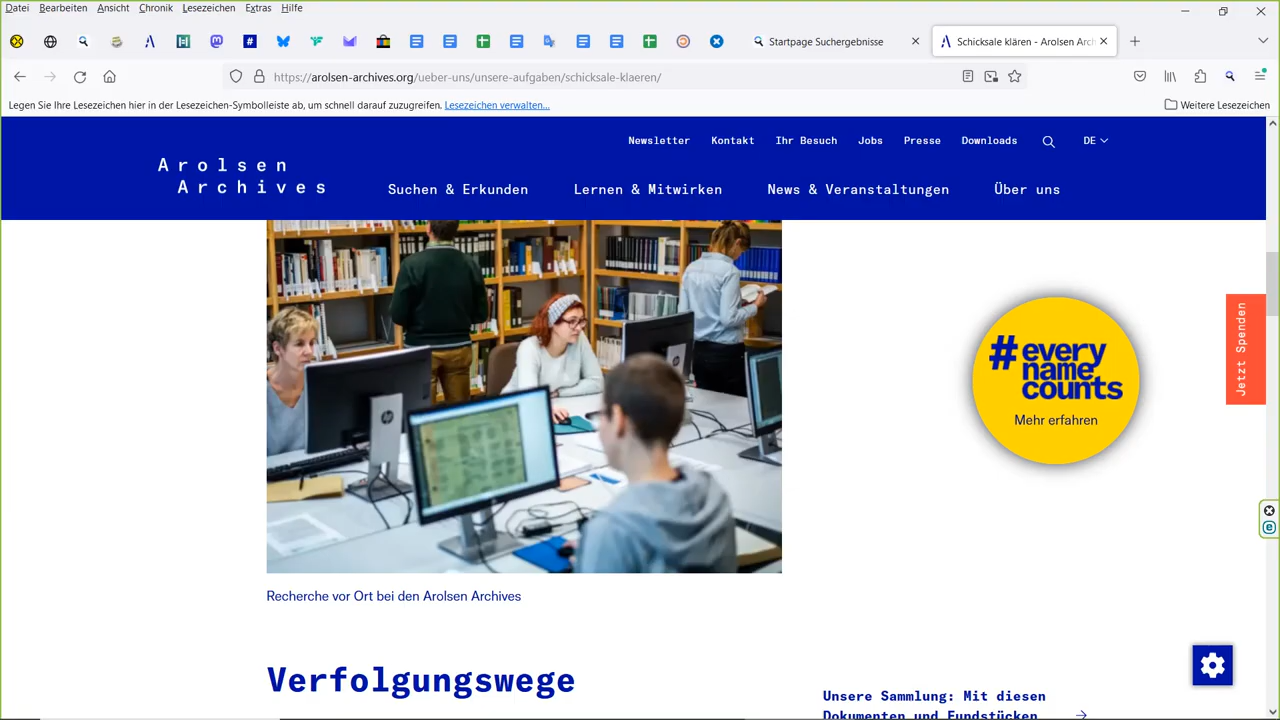 Datei Bearbeiten Ansicht Chronik Lesezeichen Extras Hilfe
Startpage Suchergebnisse
Schicksale klären - Arolsen Arch
https://arolsen-archives.org/ueber-uns/unsere-aufgaben/schicksale-klaeren/
Legen Sie Ihre Lesezeichen hier in der Lesezeichen-Symbolleiste ab, um schnell darauf zuzugreifen. Lesezeichen verwalten...
Weitere Lesezeichen
Newsletter Kontakt Ihr Besuch Jobs Presse Downloads DE
Arolsen
Archives
Suchen & Erkunden Lernen & Mitwirken News & Veranstaltungen Über uns
#every
name
counts
Mehr erfahren
Jetzt Spenden
Recherche vor Ort bei den Arolsen Archives
Verfolgungswege
Unsere Sammlung: Mit diesen
Dokumenten und Fundstücken